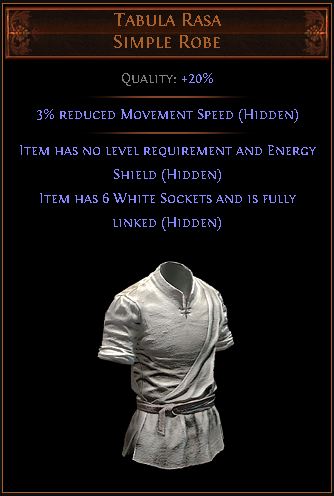 Tabula Rasa
Simple Robe
Quality: +20%
3% reduced Movement Speed (Hidden)
Item has no level requirement and Energy
Shield (Hidden)
Item has 6 White Sockets and is fully
linked (Hidden)